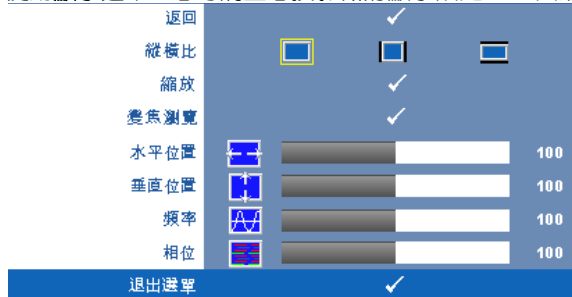 返回
縱橫比
縮放
變焦瀏覽
水平位置 100
垂直位置 100
頻率 100
相位 100
退出選單